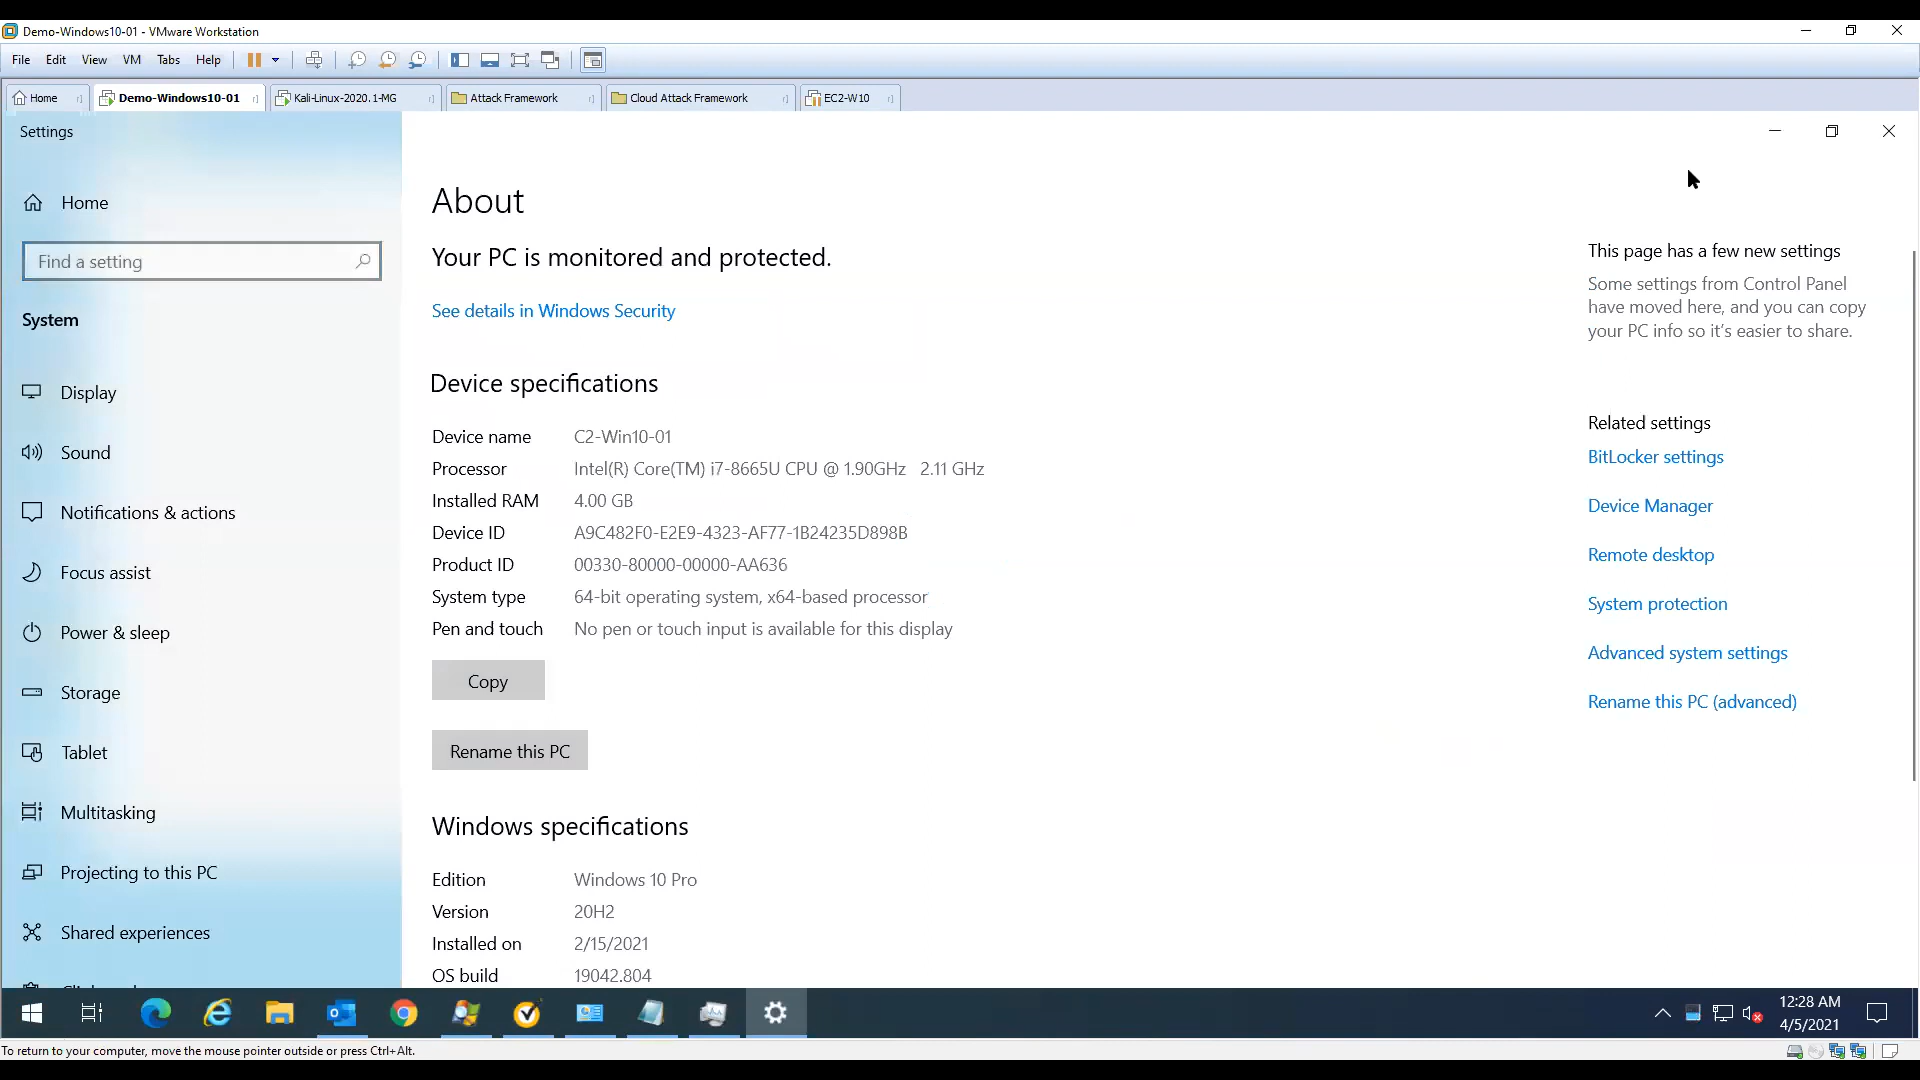 Demo-Windows10-01 - VMware Workstation
File Edit View VM Tabs Help
Home Demo-Windows10-01 Kali-Linux-2020.1-MG Attack Framework Cloud Attack Framework EC2-W10
Settings
Home
Find a setting
System
Display
Sound
Notifications & actions
Focus assist
Power & sleep
Storage
Tablet
Multitasking
Projecting to this PC
Shared experiences
About
Your PC is monitored and protected.
See details in Windows Security
Device specifications
Device name C2-Win10-01
Processor Intel(R) Core(TM) i7-8665U CPU @ 1.90GHz 2.11 GHz
Installed RAM 4.00 GB
Device ID A9C482F0-E2E9-4323-AF77-1B24235D898B
Product ID 00330-80000-00000-AA636
System type 64-bit operating system, x64-based processor
Pen and touch No pen or touch input is available for this display
Copy
Rename this PC
Windows specifications
Edition Windows 10 Pro
Version 20H2
Installed on 2/15/2021
OS build 19042.804
This page has a few new settings
Some settings from Control Panel
have moved here, and you can copy
your PC info so it's easier to share.
Related settings
BitLocker settings
Device Manager
Remote desktop
System protection
Advanced system settings
Rename this PC (advanced)
12:28 AM
4/5/2021
To return to your computer, move the mouse pointer outside or press Ctrl+Alt.